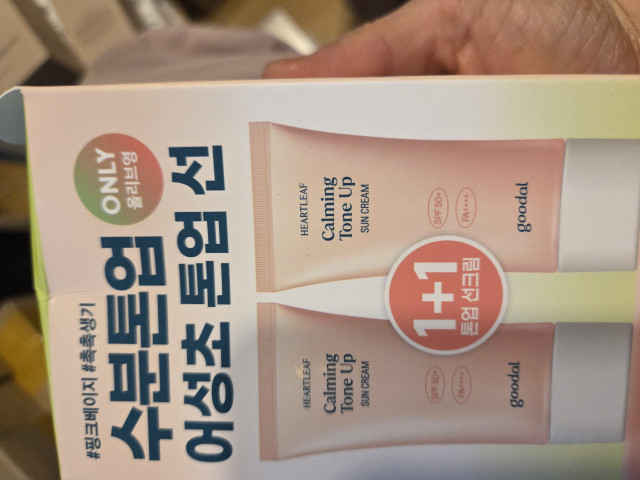 #핑크베이지 #촉촉생기
수분톤업
어성초 톤업 선
ONLY
올리브영
HEARTLEAF
Calming
Tone Up
SUN CREAM
SPF 50+
PA++++
goodal
HEARTLEAF
Calming
Tone Up
SUN CREAM
SPF 50+
PA++++
goodal
1+1
톤업 선크림